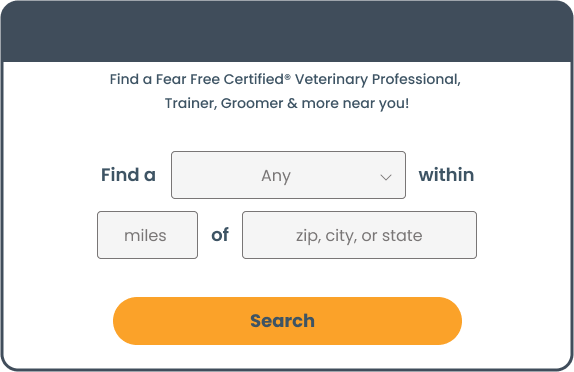 Find a Fear Free Certified® Veterinary Professional,
Trainer, Groomer & more near you!
Find a Any within
miles of zip, city, or state
Search